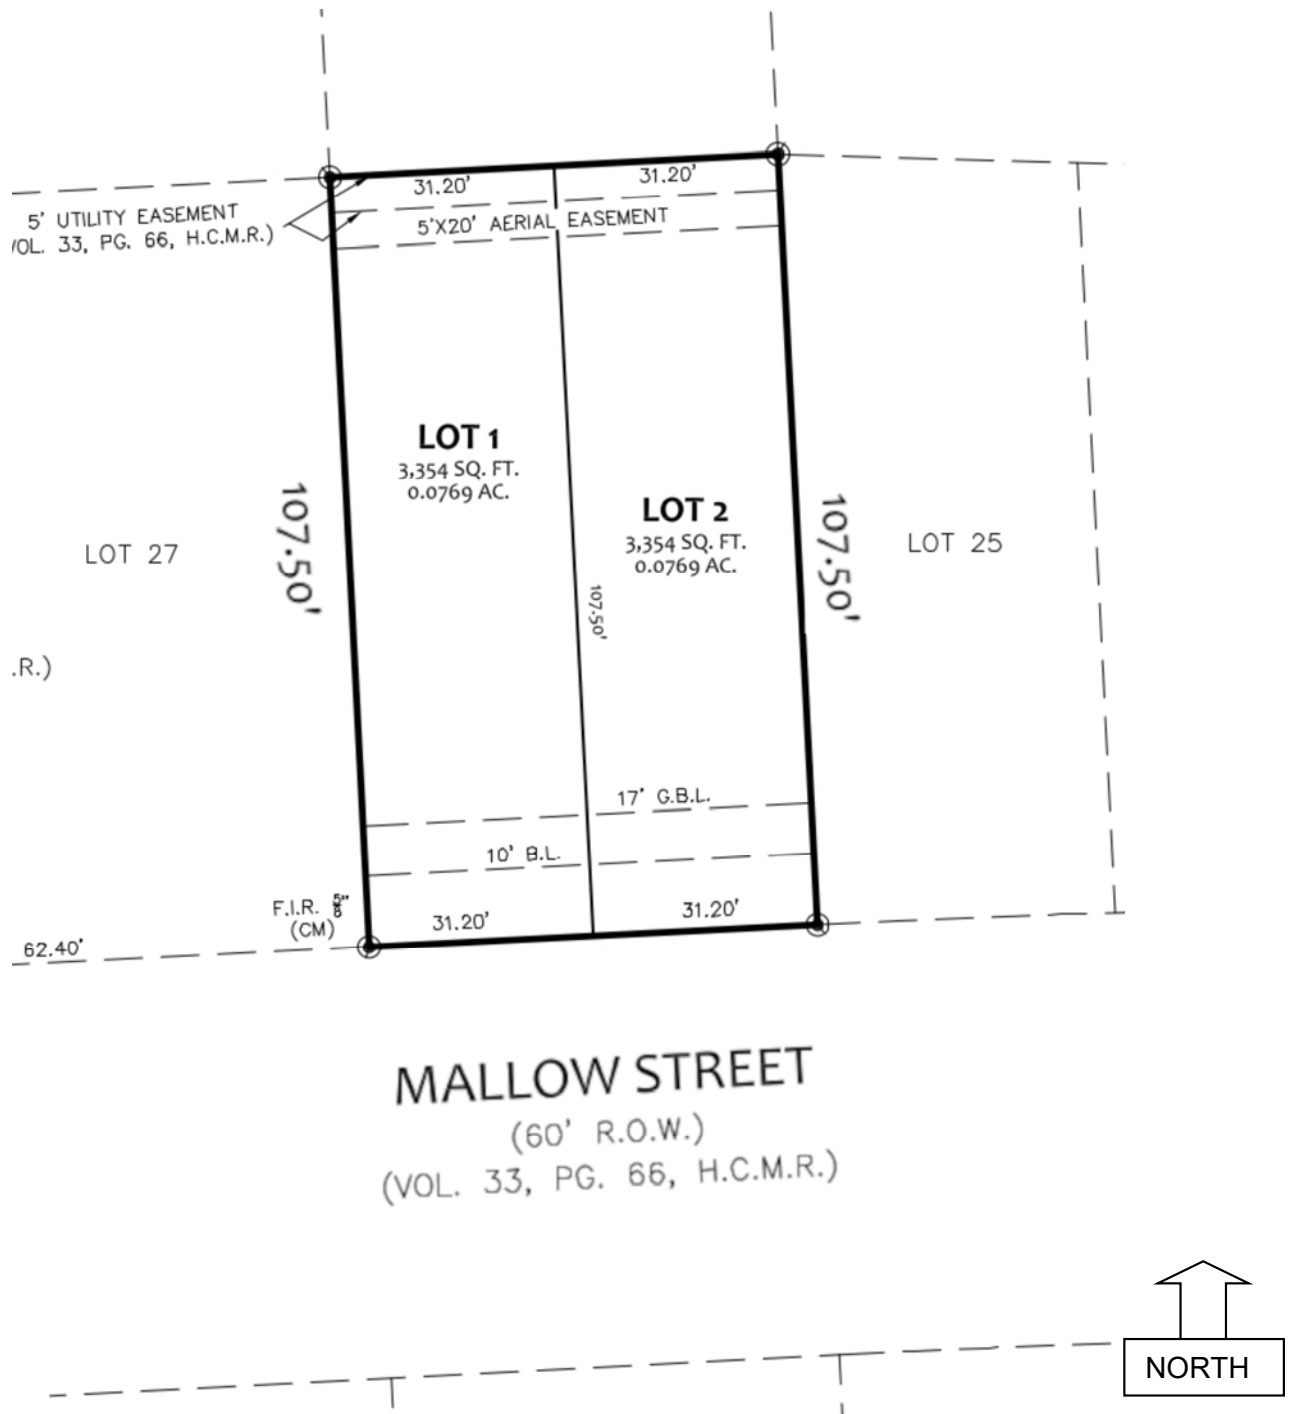 31.20'
31.20'
5' UTILITY EASEMENT
VOL. 33, PG. 66, H.C.M.R.)
5'X20' AERIAL EASEMENT
LOT 1
3,354 SQ. FT.
0.0769 AC.
LOT 2
3,354 SQ. FT.
0.0769 AC.
107.50'
107.50'
107.50'
LOT 27
LOT 25
.R.)
17' G.B.L.
10' B.L.
F.I.R. 5/8"
(CM)
31.20'
31.20'
62.40'
MALLOW STREET
(60' R.O.W.)
(VOL. 33, PG. 66, H.C.M.R.)
NORTH